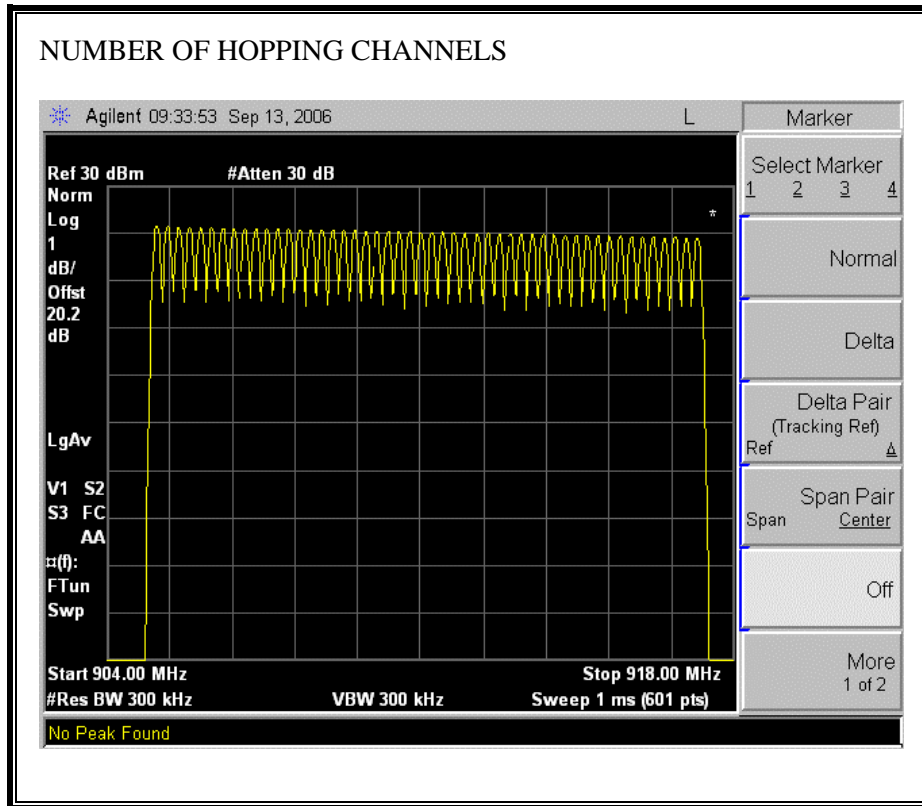 NUMBER OF HOPPING CHANNELS
Agilent 09:33:53 Sep 13, 2006 L
Ref 30 dBm #Atten 30 dB
Norm
Log
1
dB/
Offst
20.2
dB
LgAv
V1 S2
S3 FC
AA
¤(f):
FTun
Swp
*
Start 904.00 MHz Stop 918.00 MHz
#Res BW 300 kHz VBW 300 kHz Sweep 1 ms (601 pts)
No Peak Found
Marker
Select Marker
1 2 3 4
Normal
Delta
Delta Pair
(Tracking Ref)
Ref Δ
Span Pair
Span Center
Off
More
1 of 2